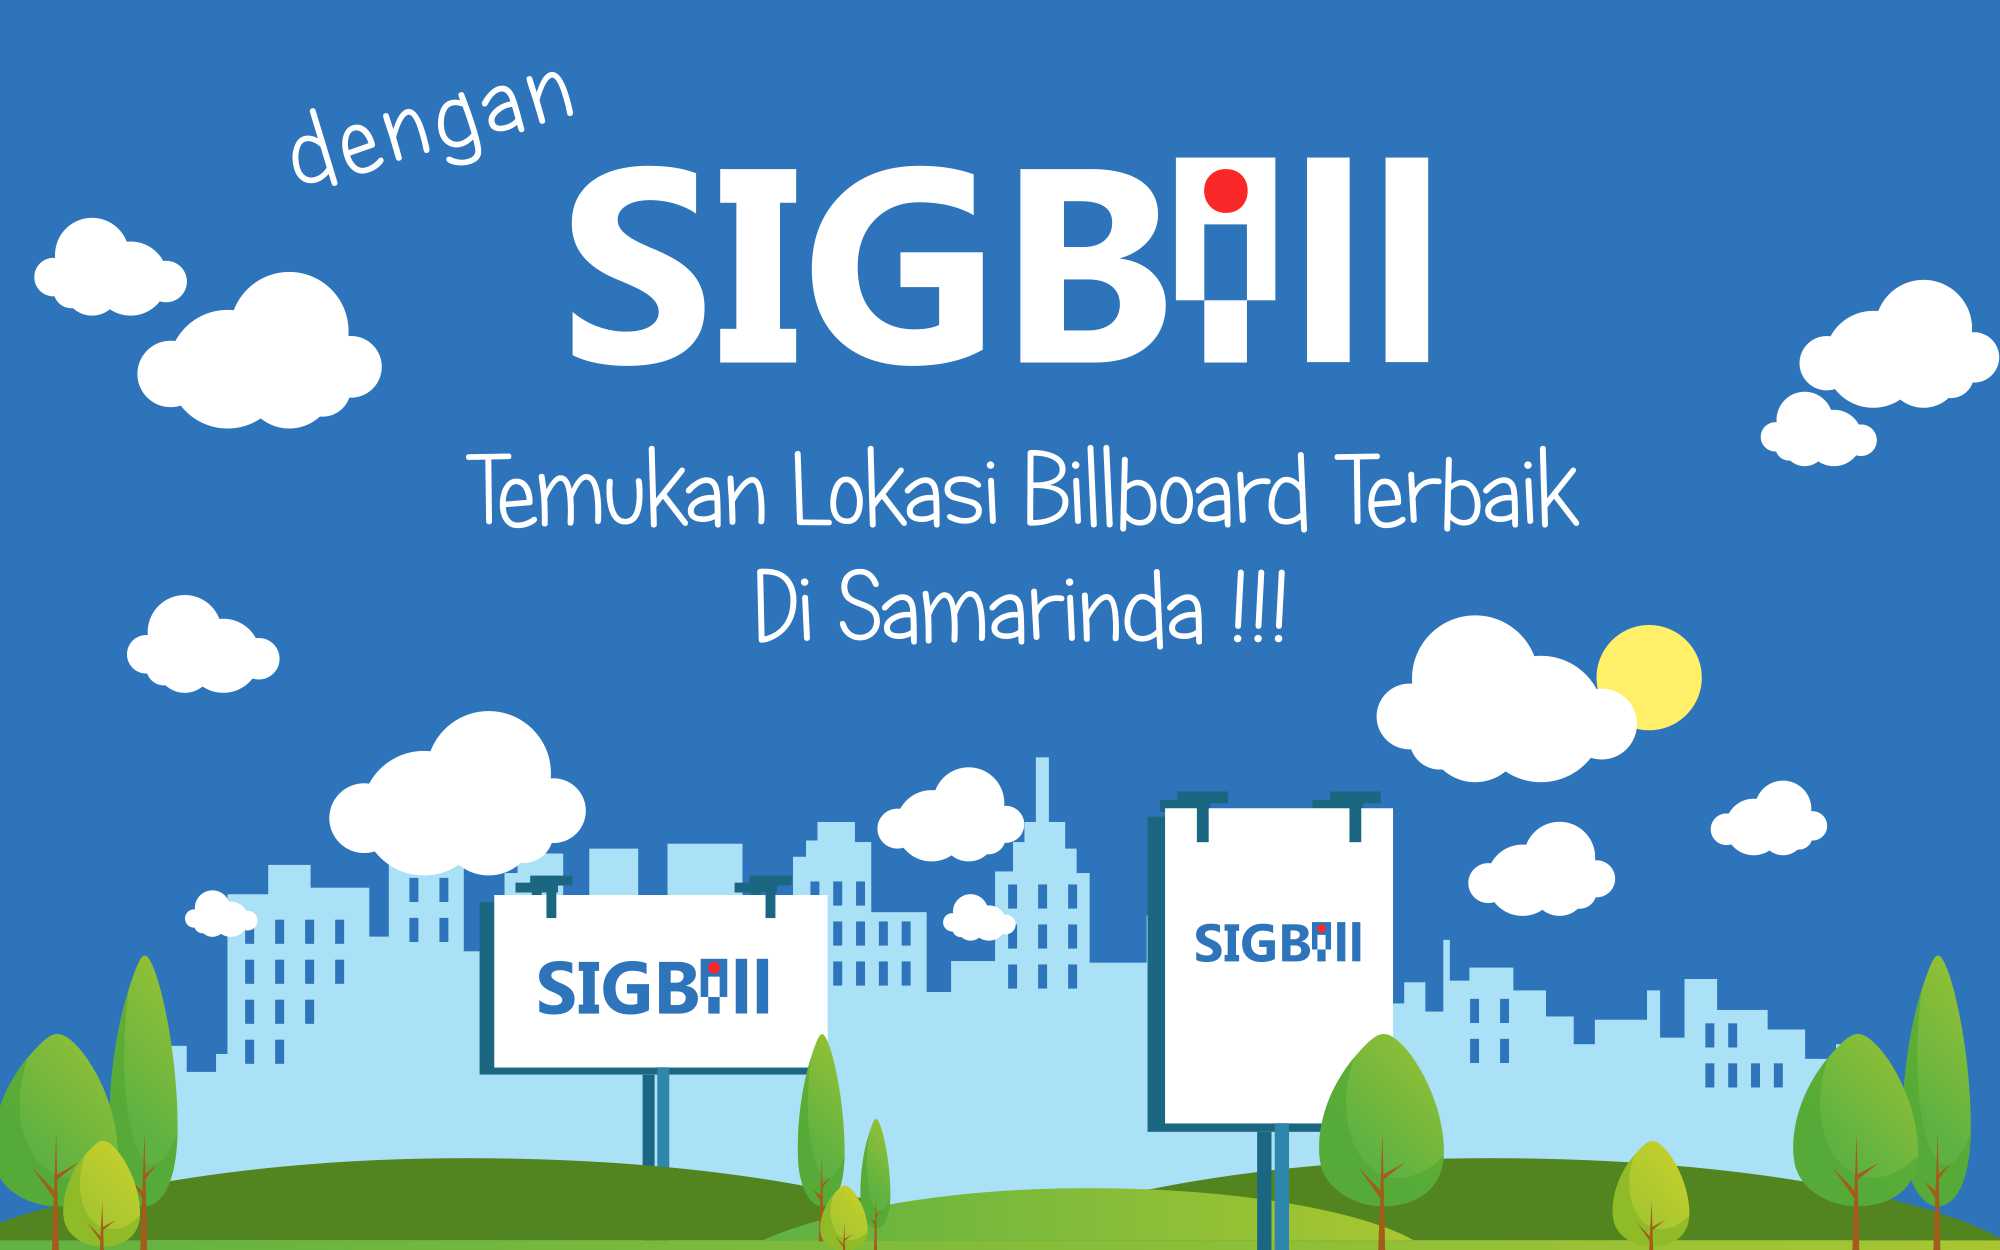 dengan
SIGBill
Temukan Lokasi Billboard Terbaik
Di Samarinda !!!
SIGBill
SIGBill